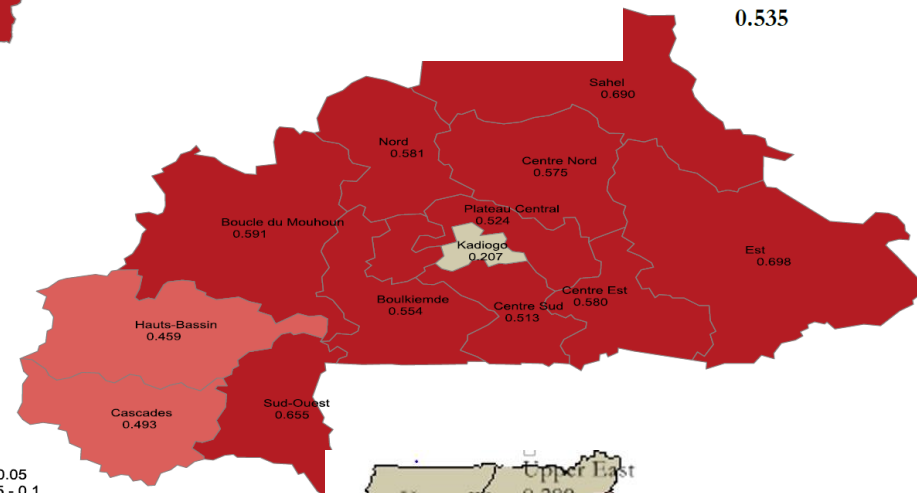 0.535
Sahel
0.690
Nord
0.581
Centre Nord
0.575
Plateau Central
0.524
Boucle du Mouhoun
0.591
Kadiogo
0.207
Est
0.698
Boulkiemde
0.554
Centre Sud
0.513
Centre Est
0.580
Hauts-Bassin
0.459
Sud-Ouest
0.655
Cascades
0.493
Upper East